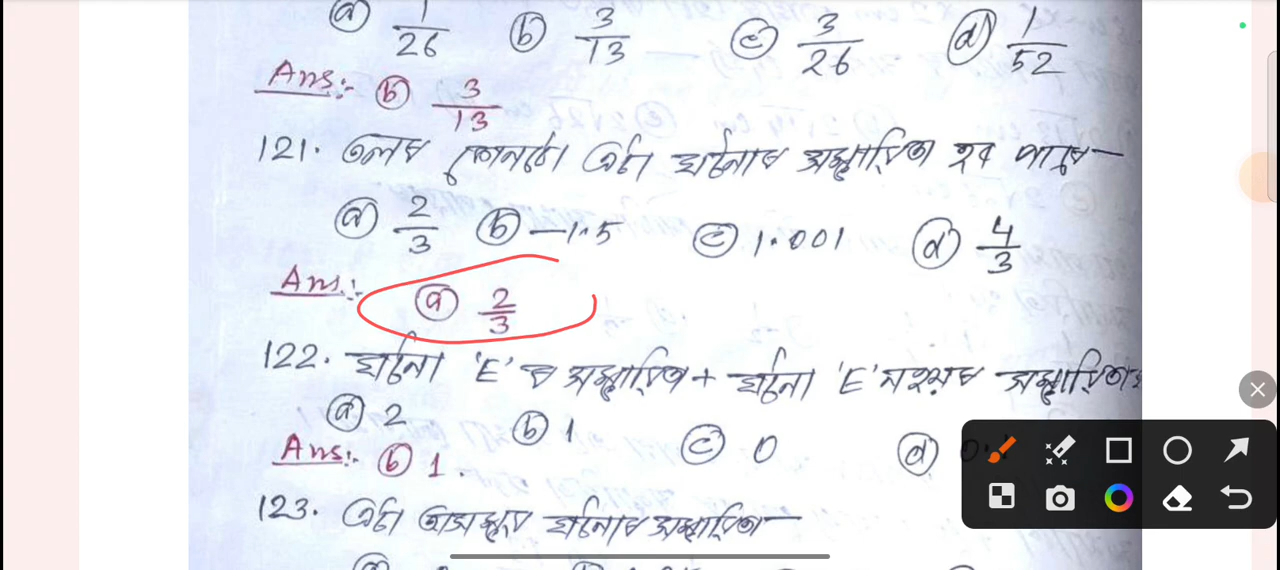 ⓐ 1/26 ⓑ 3/13 ⓒ 3/26 ⓓ 1/52
Ans:- ⓑ 3/13
121. তলৰ কোনটো এটা ঘটনাৰ সম্ভাৱিতা হব পাৰে—
ⓐ 2/3 ⓑ —1.5 ⓒ 1.001 ⓓ 4/3
Ans:- ⓐ 2/3
122. ঘটনা 'E' ৰ সম্ভাৱিতা + ঘটনা 'E' নহয়ৰ সম্ভাৱিতা
ⓐ 2 ⓑ 1 ⓒ 0 ⓓ
Ans:- ⓑ 1.
123. এটা অসম্ভৱ ঘটনাৰ সম্ভাৱিতা—